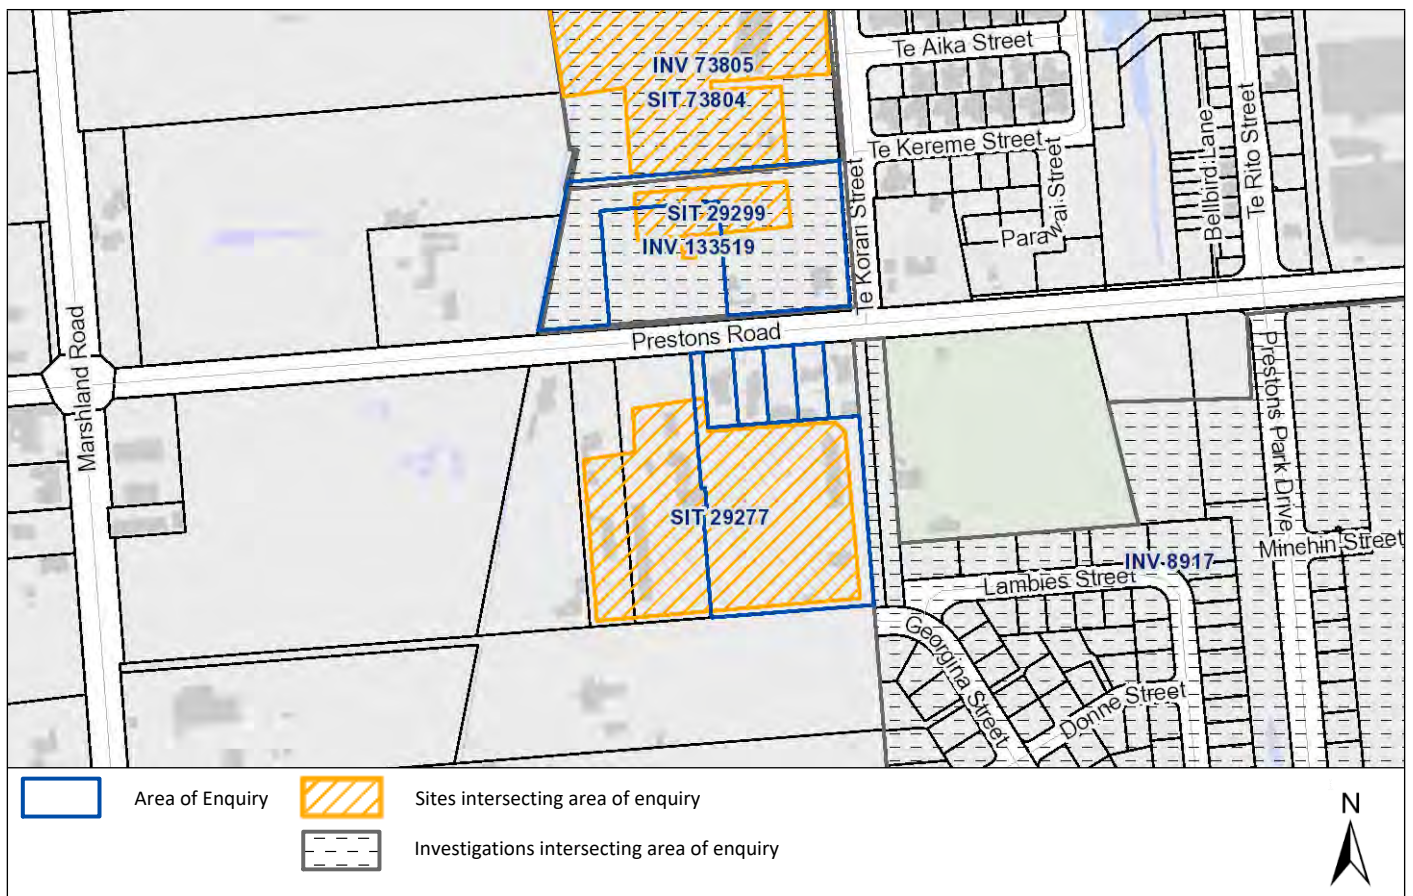 Te Aika Street
INV 73805
SIT 73804
Te Kereme Street
Bellbird Lane
Te Rito Street
Parawai Street
SIT 29299
INV 133519
Te Koran Street
Prestons Road
Marshland Road
Prestons Park Drive
SIT 29277
Minchin Street
INV 8917
Lambies Street
Georgina Street
Donne Street
Area of Enquiry
Sites intersecting area of enquiry
Investigations intersecting area of enquiry
N